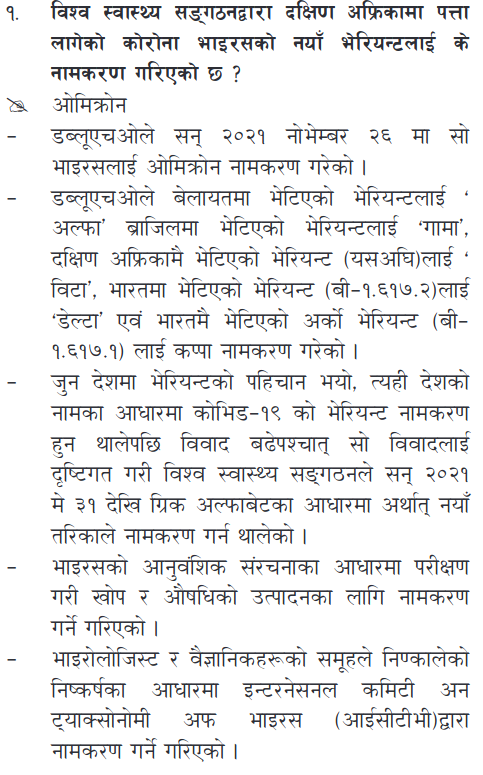 १. विश्व स्वास्थ्य सङ्गठनद्वारा दक्षिण अफ्रिकामा पत्ता
लागेको कोरोना भाइरसको नयाँ भेरियन्टलाई के
नामकरण गरिएको छ ?
ओमिक्रोन
– डब्लूएचओले सन् २०२१ नोभेम्बर २६ मा सो
भाइरसलाई ओमिक्रोन नामकरण गरेको ।
– डब्लूएचओले बेलायतमा भेटिएको भेरियन्टलाई ‘
अल्फा’ ब्राजिलमा भेटिएको भेरियन्टलाई ‘गामा’,
दक्षिण अफ्रिकामै भेटिएको भेरियन्ट (यसअघि)लाई ‘
विटा’, भारतमा भेटिएको भेरियन्ट (बी–१.६१७.२)लाई
‘डेल्टा’ एवं भारतमै भेटिएको अर्को भेरियन्ट (बी–
१.६१७.१) लाई कप्पा नामकरण गरेको ।
– जुन देशमा भेरियन्टको पहिचान भयो, त्यही देशको
नामका आधारमा कोभिड–१९ को भेरियन्ट नामकरण
हुन थालेपछि विवाद बढेपश्चात् सो विवादलाई
दृष्टिगत गरी विश्व स्वास्थ्य सङ्गठनले सन् २०२१
मे ३१ देखि ग्रिक अल्फाबेटका आधारमा अर्थात् नयाँ
तरिकाले नामकरण गर्न थालेको ।
– भाइरसको आनुवंशिक संरचनाका आधारमा परीक्षण
गरी खोप र औषधिको उत्पादनका लागि नामकरण
गर्ने गरिएको ।
– भाइरोलोजिस्ट र वैज्ञानिकहरूको समूहले निष्कालेको
निष्कर्षका आधारमा इन्टरनेसनल कमिटी अन
ट्याक्सोनोमी अफ भाइरस (आईसीटीभी)द्वारा
नामकरण गर्ने गरिएको ।